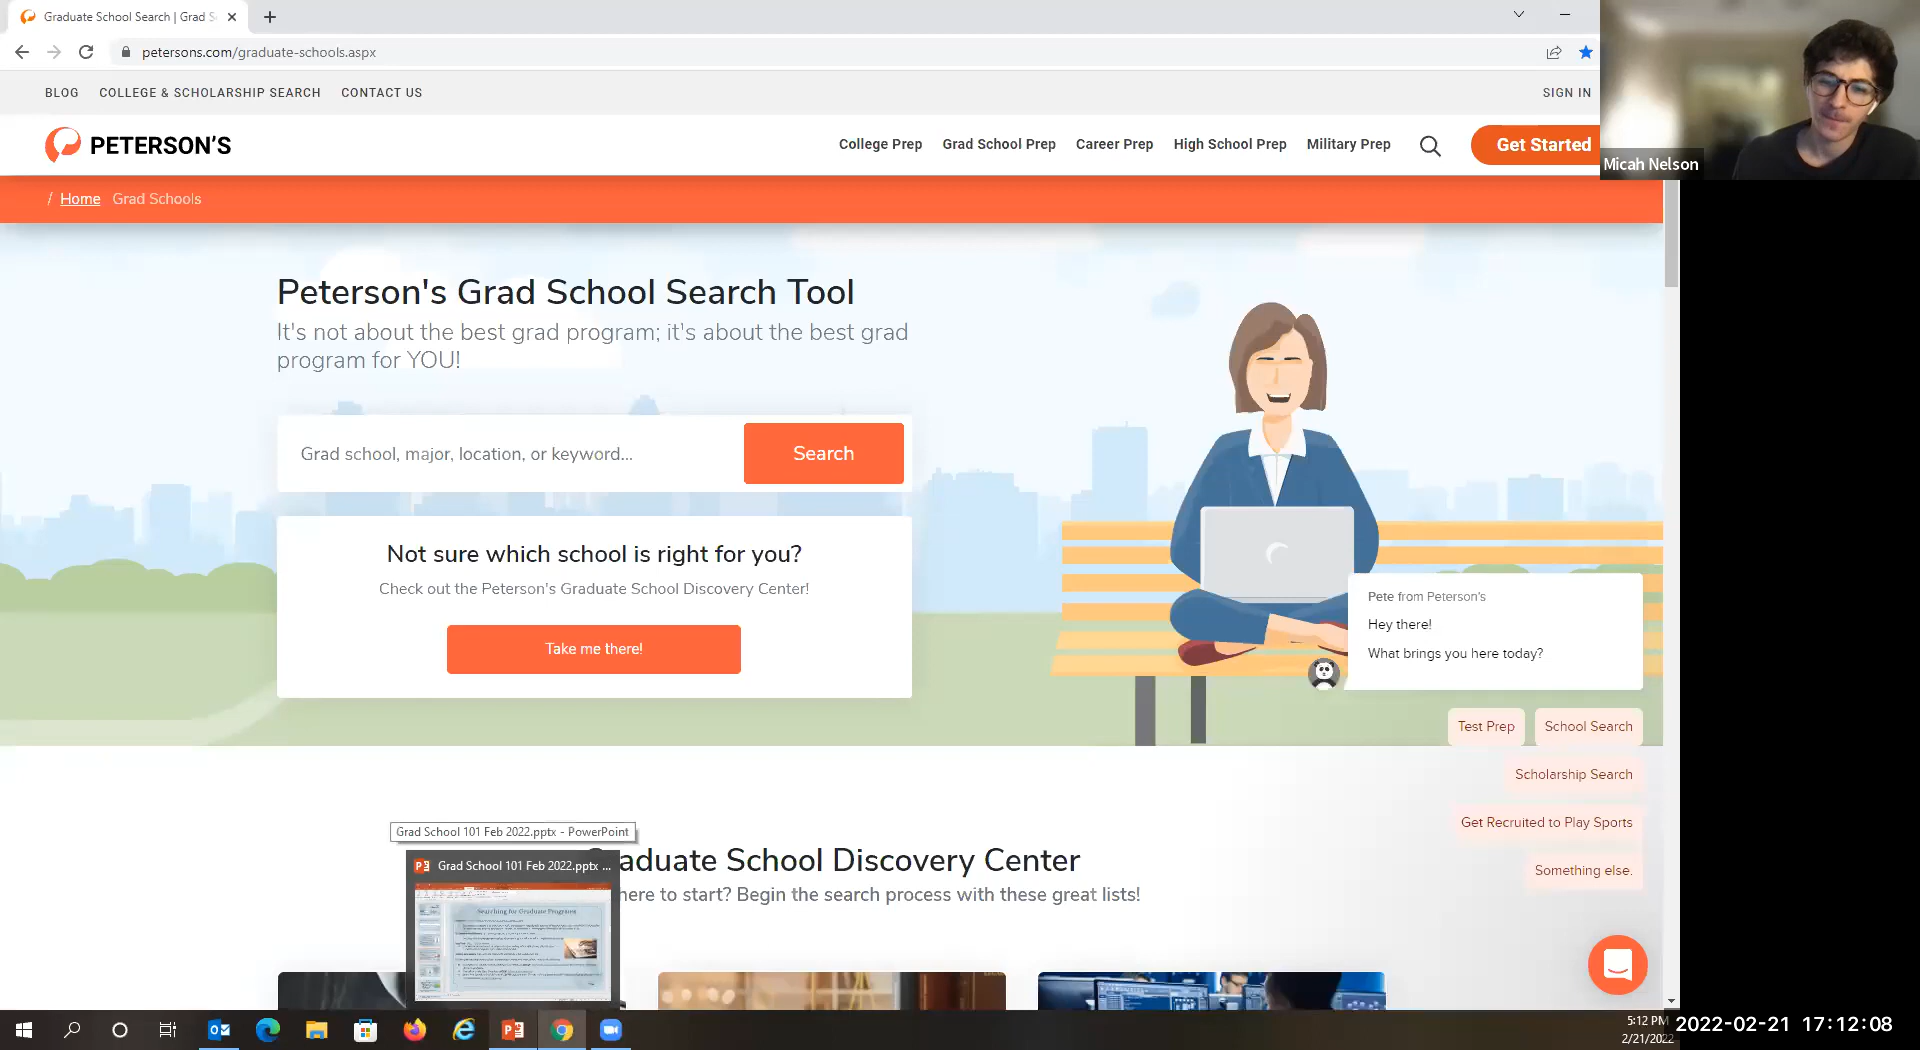 Graduate School Search | Grad S
petersons.com/graduate-schools.aspx
BLOG COLLEGE & SCHOLARSHIP SEARCH CONTACT US
SIGN IN
PETERSON'S
College Prep Grad School Prep Career Prep High School Prep Military Prep
Get Started
Micah Nelson
/ Home Grad Schools
Peterson's Grad School Search Tool
It's not about the best grad program; it's about the best grad
program for YOU!
Grad school, major, location, or keyword...
Search
Not sure which school is right for you?
Check out the Peterson's Graduate School Discovery Center!
Take me there!
Pete from Peterson's
Hey there!
What brings you here today?
Test Prep School Search
Scholarship Search
Get Recruited to Play Sports
Something else.
Grad School 101 Feb 2022.pptx - PowerPoint
Grad School 101 Feb 2022.pptx ...
Searching for Graduate Programs
aduate School Discovery Center
here to start? Begin the search process with these great lists!
5:12 PM
2/21/2022
2022-02-21 17:12:08